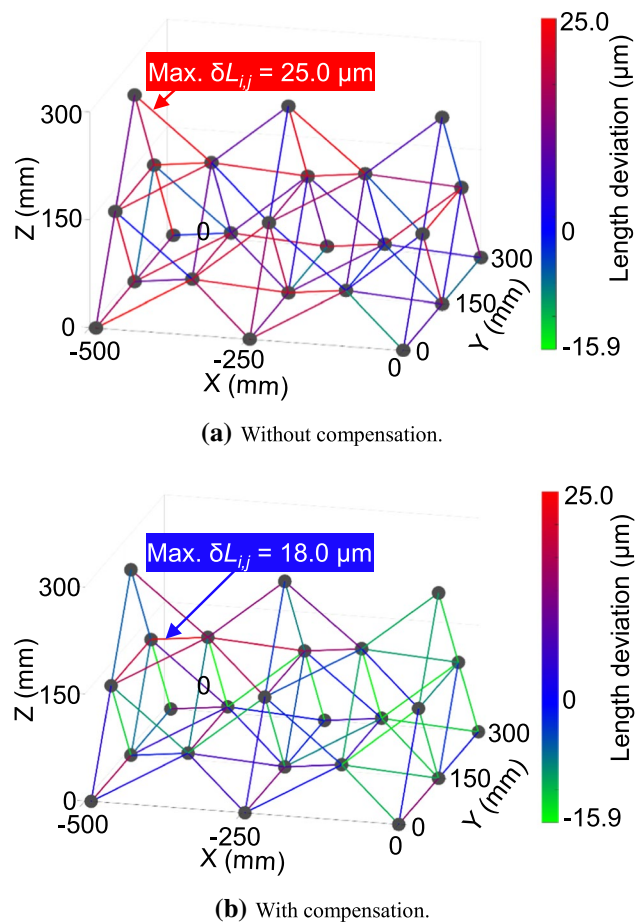 25.0
Max. δLi,j = 25.0 μm
300
Z (mm)
150
0
0
Length deviation (μm)
0
300
150
Y (mm)
0
-15.9
-500
-250
0
X (mm)
(a) Without compensation.
25.0
Max. δLi,j = 18.0 μm
300
Z (mm)
150
0
0
Length deviation (μm)
0
300
150
Y (mm)
0
-15.9
-500
-250
0
X (mm)
(b) With compensation.